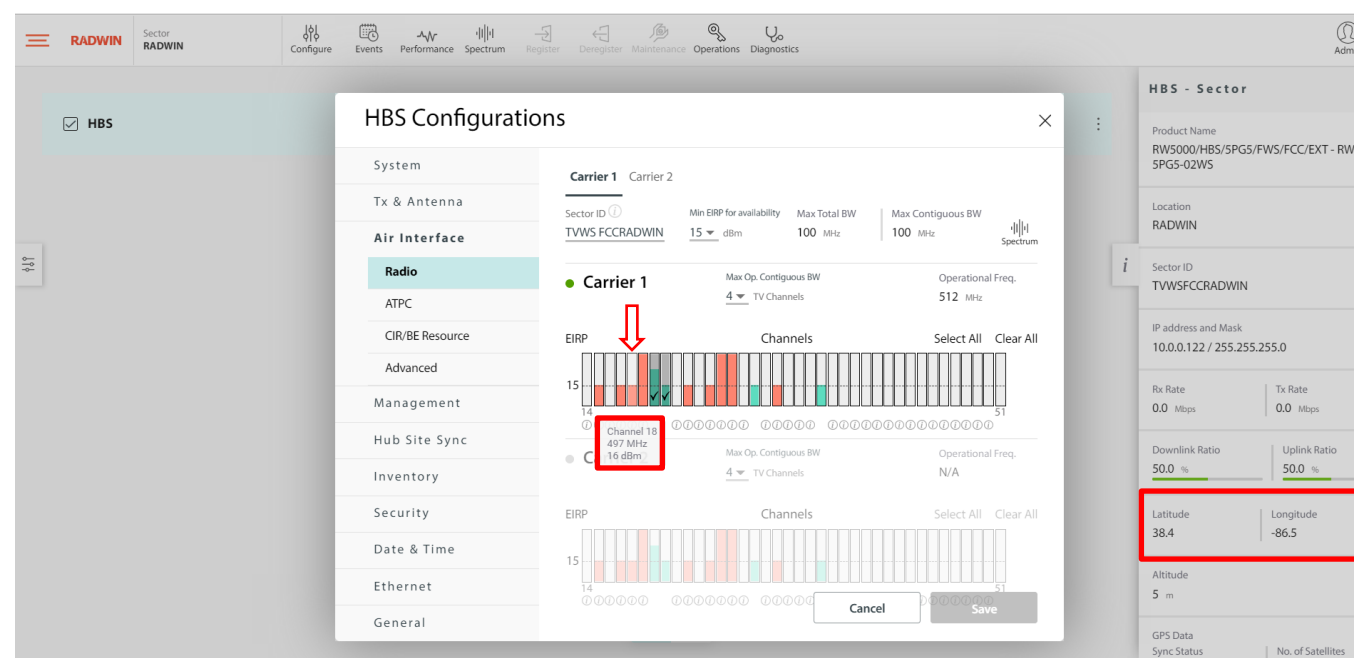 RADWIN
Sector
RADWIN
Configure
Events
Performance
Spectrum
Register
Deregister
Maintenance
Operations
Diagnostics
Adm
HBS
HBS Configurations
System
Tx & Antenna
Air Interface
Radio
ATPC
CIR/BE Resource
Advanced
Management
Hub Site Sync
Inventory
Security
Date & Time
Ethernet
General
Carrier 1 Carrier 2
Sector ID
TVWS FCCRADWIN
Min EIRP for availability
15 dBm
Max Total BW
100 MHz
Max Contiguous BW
100 MHz
Spectrum
Carrier 1
Max Op. Contiguous BW
4 TV Channels
Operational Freq.
512 MHz
EIRP Channels Select All Clear All
15
14 51
Channel 18
497 MHz
16 dBm
Max Op. Contiguous BW
4 TV Channels
Operational Freq.
N/A
EIRP Channels Select All Clear All
15
14 51
Cancel Save
HBS - Sector
Product Name
RW5000/HBS/5PG5/FWS/FCC/EXT - RW
5PG5-02WS
Location
RADWIN
Sector ID
TVWSFCCRADWIN
IP address and Mask
10.0.0.122 / 255.255.255.0
Rx Rate Tx Rate
0.0 Mbps 0.0 Mbps
Downlink Ratio Uplink Ratio
50.0 % 50.0 %
Latitude Longitude
38.4 -86.5
Altitude
5 m
GPS Data
Sync Status No. of Satellites